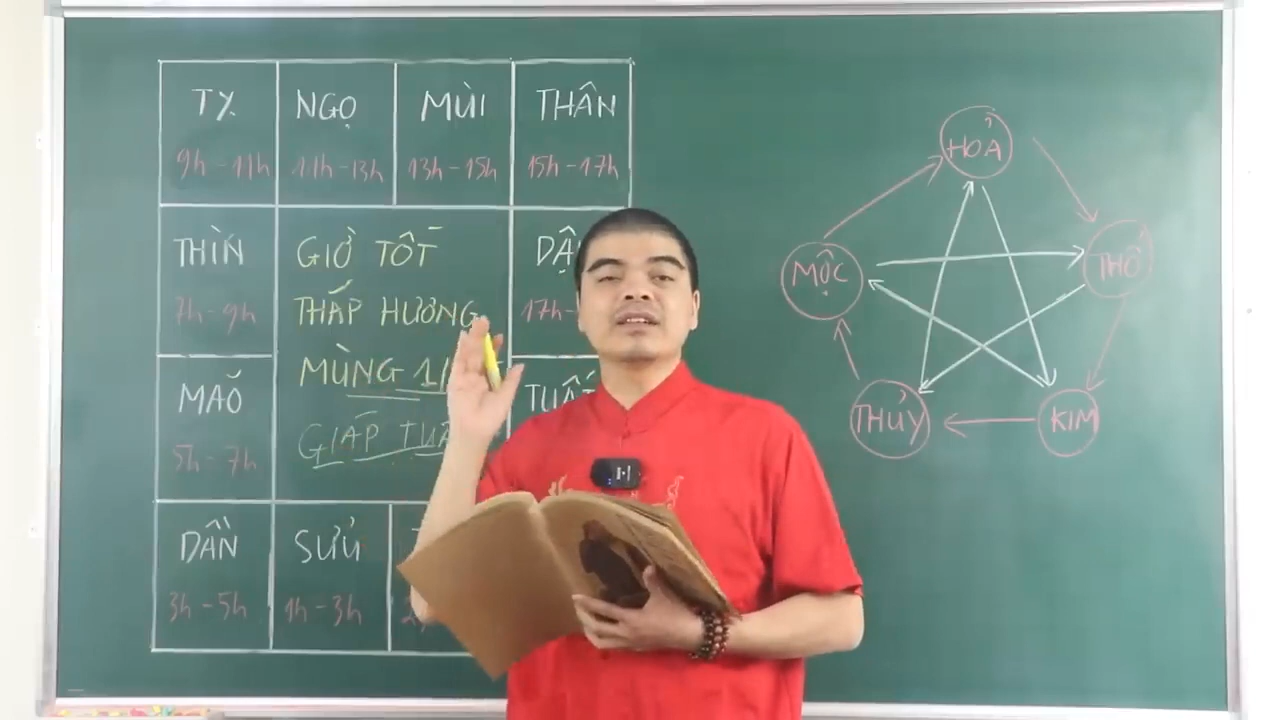 TỴ NGỌ MÙI THÂN
9h - 11h 11h - 13h 13h - 15h 15h - 17h
THÌN
7h - 9h
GIỜ TỐT
THẮP HƯƠNG
MÙNG
GIÁP
17h -
MÃO
5h - 7h
DẦN SỬU
3h - 5h 1h - 3h
HỎA
THỔ
MỘC
THỦY
KIM